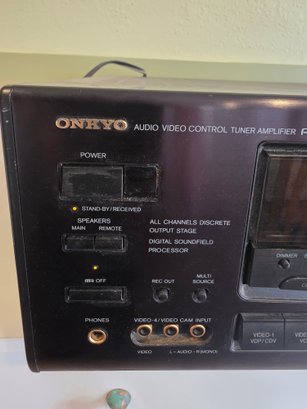 ONKYO AUDIO VIDEO CONTROL TUNER AMPLIFIER
POWER
STAND-BY/RECEIVED
SPEAKERS
MAIN REMOTE
ALL CHANNELS DISCRETE
OUTPUT STAGE
DIGITAL SOUNDFIELD
PROCESSOR
DIMMER
OFF
REC OUT
MULTI
SOURCE
PHONES
VIDEO-4/VIDEO CAM INPUT
VIDEO L-AUDIO-R(MONO)
VIDEO-1
VCP/CDV